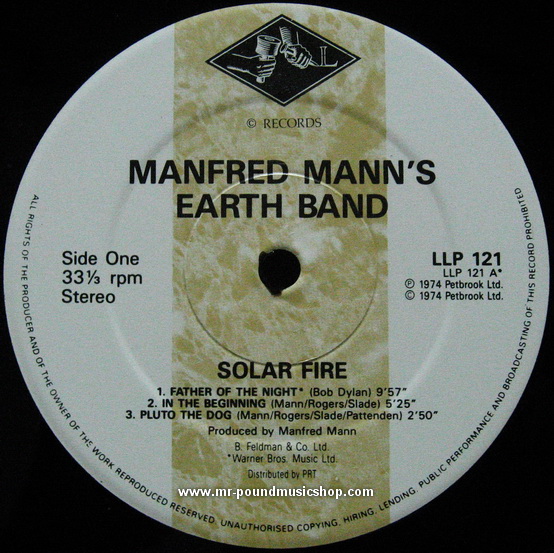 L
© RECORDS
MANFRED MANN'S
EARTH BAND
Side One
33⅓ rpm
Stereo
LLP 121
LLP 121 A*
℗ 1974 Petbrook Ltd.
© 1974 Petbrook Ltd.
SOLAR FIRE
1. FATHER OF THE NIGHT* (Bob Dylan) 9'57"
2. IN THE BEGINNING (Mann/Rogers/Slade) 5'25"
3. PLUTO THE DOG (Mann/Rogers/Slade/Pattenden) 2'50"
Produced by Manfred Mann
B. Feldman & Co. Ltd.
*Warner Bros. Music Ltd.
Distributed by PRT
www.mr-poundmusicshop.com
ALL RIGHTS OF THE PRODUCER AND OF THE OWNER OF THE WORK REPRODUCED RESERVED. UNAUTHORISED COPYING, HIRING, LENDING, PUBLIC PERFORMANCE AND BROADCASTING OF THIS RECORD PROHIBITED